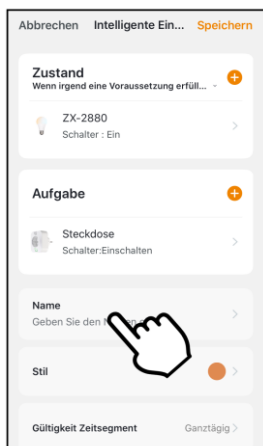 Abbrechen Intelligente Ein... Speichern
Zustand
Wenn irgend eine Voraussetzung erfüll...
ZX-2880
Schalter : Ein
Aufgabe
Steckdose
Schalter:Einschalten
Name
Geben Sie den
Stil
Gültigkeit Zeitsegment Ganztägig